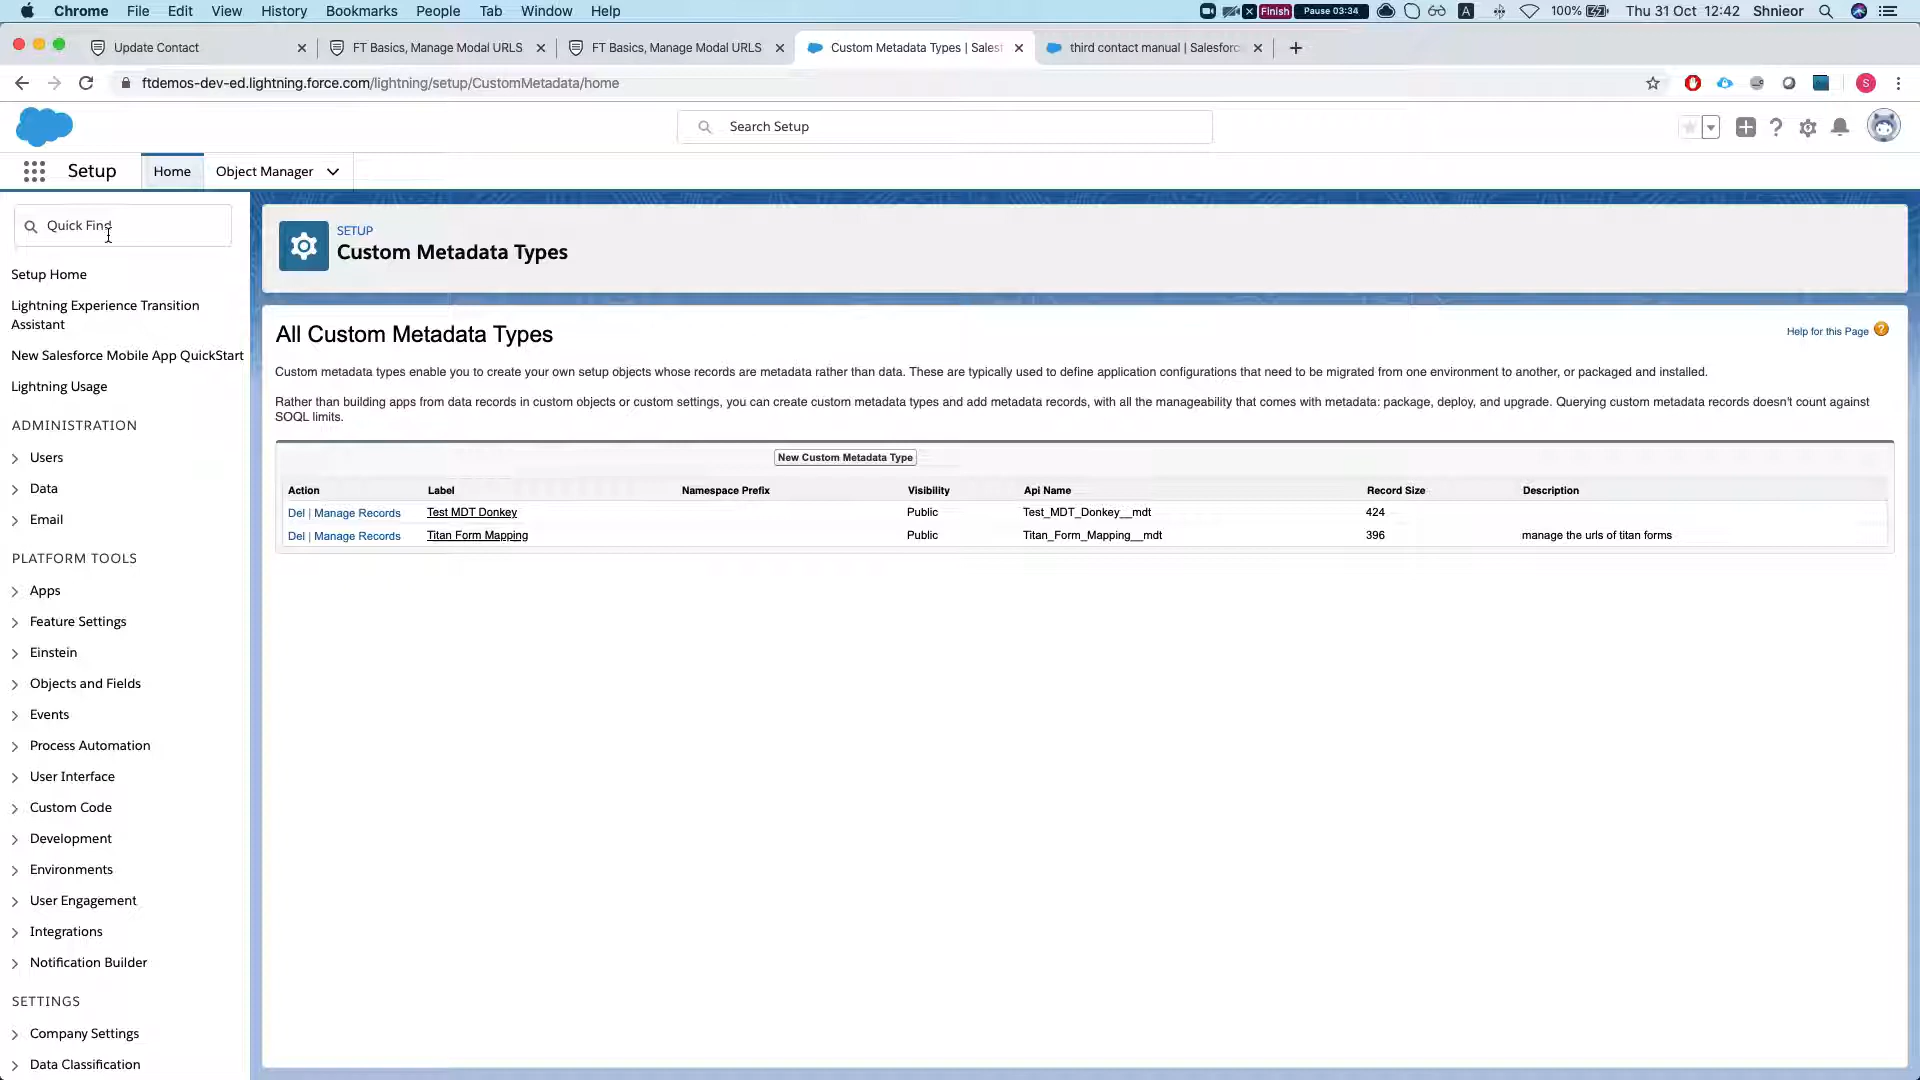 Chrome File Edit View History Bookmarks People Tab Window Help Finish Pause 03:34 A 100% Thu 31 Oct 12:42 Shnieor
Update Contact FT Basics, Manage Modal URLS FT Basics, Manage Modal URLS Custom Metadata Types | Salesf third contact manual | Salesforc
ftdemos-dev-ed.lightning.force.com/lightning/setup/CustomMetadata/home S
Search Setup
Setup Home Object Manager
Quick Find
Setup Home
Lightning Experience Transition
Assistant
New Salesforce Mobile App QuickStart
Lightning Usage
ADMINISTRATION
Users
Data
Email
PLATFORM TOOLS
Apps
Feature Settings
Einstein
Objects and Fields
Events
Process Automation
User Interface
Custom Code
Development
Environments
User Engagement
Integrations
Notification Builder
SETTINGS
Company Settings
Data Classification
SETUP
Custom Metadata Types
All Custom Metadata Types
Help for this Page ?
Custom metadata types enable you to create your own setup objects whose records are metadata rather than data. These are typically used to define application configurations that need to be migrated from one environment to another, or packaged and installed.
Rather than building apps from data records in custom objects or custom settings, you can create custom metadata types and add metadata records, with all the manageability that comes with metadata: package, deploy, and upgrade. Querying custom metadata records doesn't count against
SOQL limits.
New Custom Metadata Type
Action Label Namespace Prefix Visibility Api Name Record Size Description
Del | Manage Records Test MDT Donkey Public Test_MDT_Donkey__mdt 424
Del | Manage Records Titan Form Mapping Public Titan_Form_Mapping__mdt 396 manage the urls of titan forms